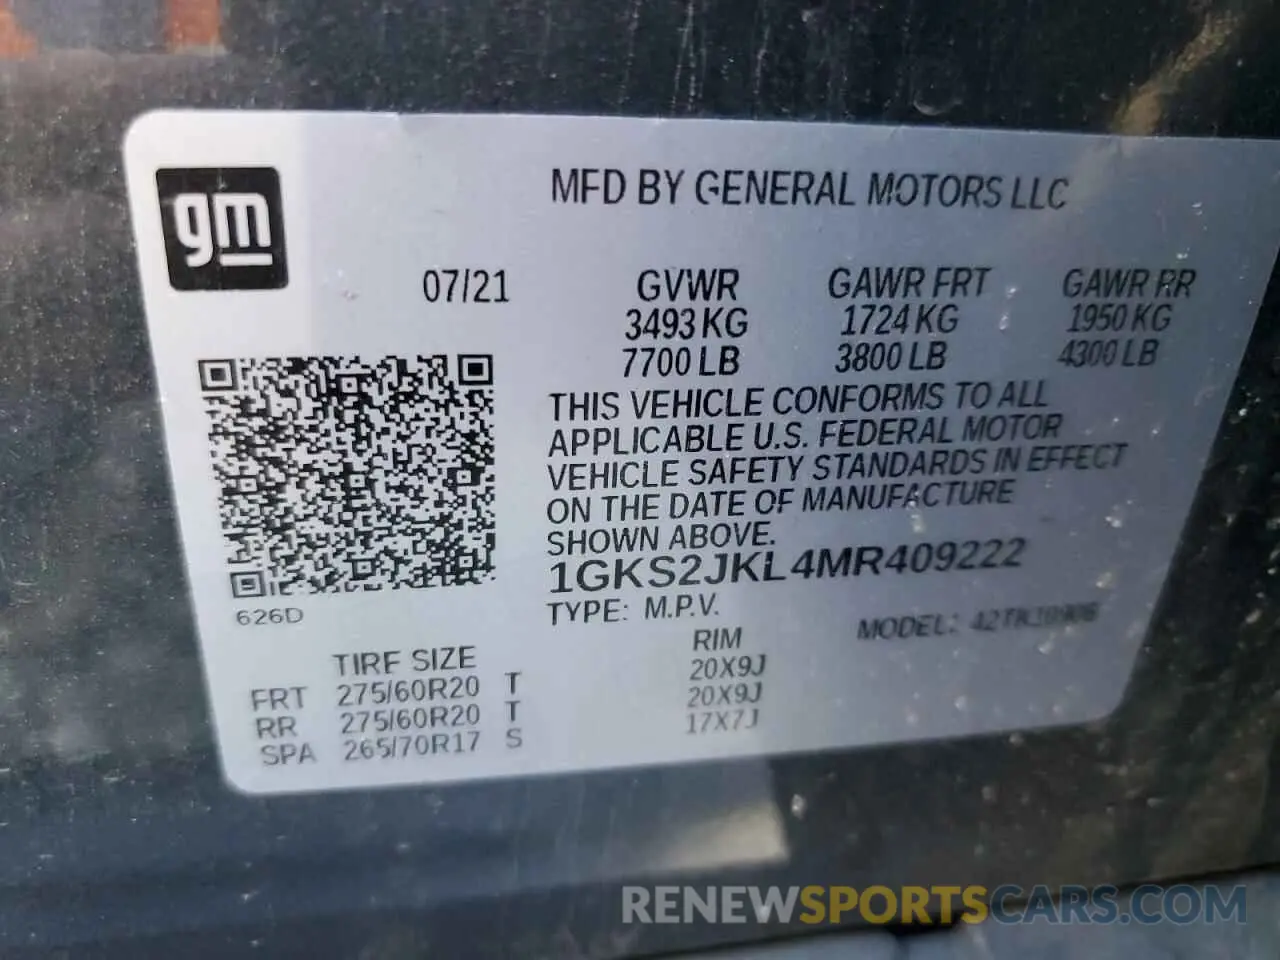 gm
MFD BY GENERAL MOTORS LLC
07/21 GVWR GAWR FRT GAWR RR
3493 KG 1724 KG 1950 KG
7700 LB 3800 LB 4300 LB
THIS VEHICLE CONFORMS TO ALL
APPLICABLE U.S. FEDERAL MOTOR
VEHICLE SAFETY STANDARDS IN EFFECT
ON THE DATE OF MANUFACTURE
SHOWN ABOVE.
1GKS2JKL4MR409222
626D
TYPE: M.P.V. MODEL:
TIRE SIZE RIM
FRT 275/60R20 T 20X9J
RR 275/60R20 T 20X9J
SPA 265/70R17 S 17X7J
RENEWSPORTSCARS.COM